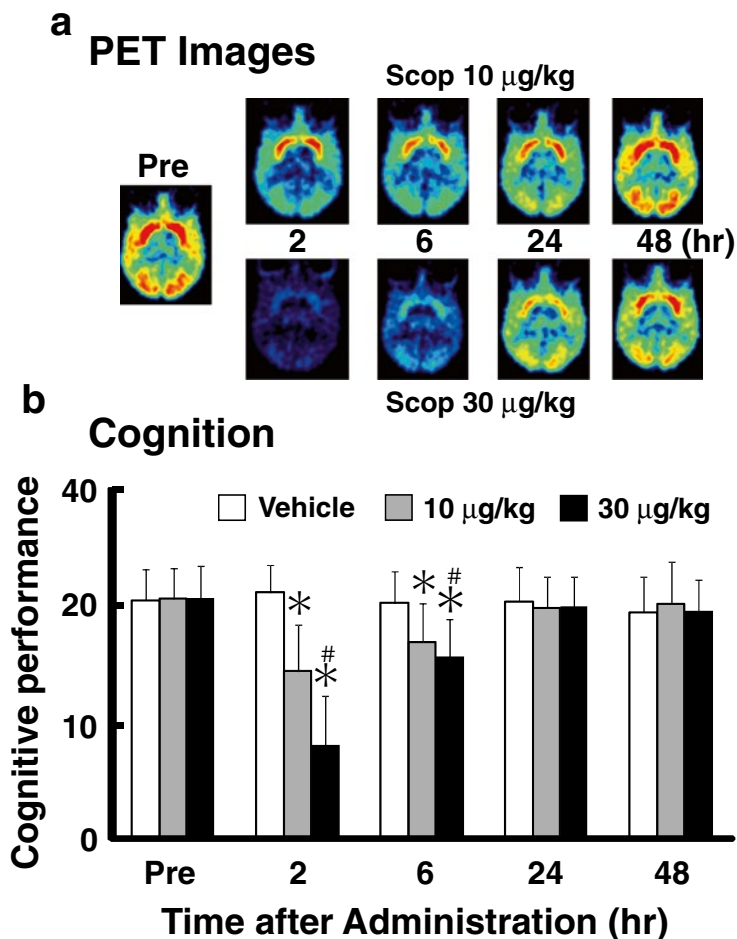 a
PET Images
Scop 10 μg/kg
Pre
2 6 24 48 (hr)
Scop 30 μg/kg
b
Cognition
Cognitive performance
40
20
10
0
Vehicle 10 μg/kg 30 μg/kg
* # *
* * # *
Pre 2 6 24 48
Time after Administration (hr)